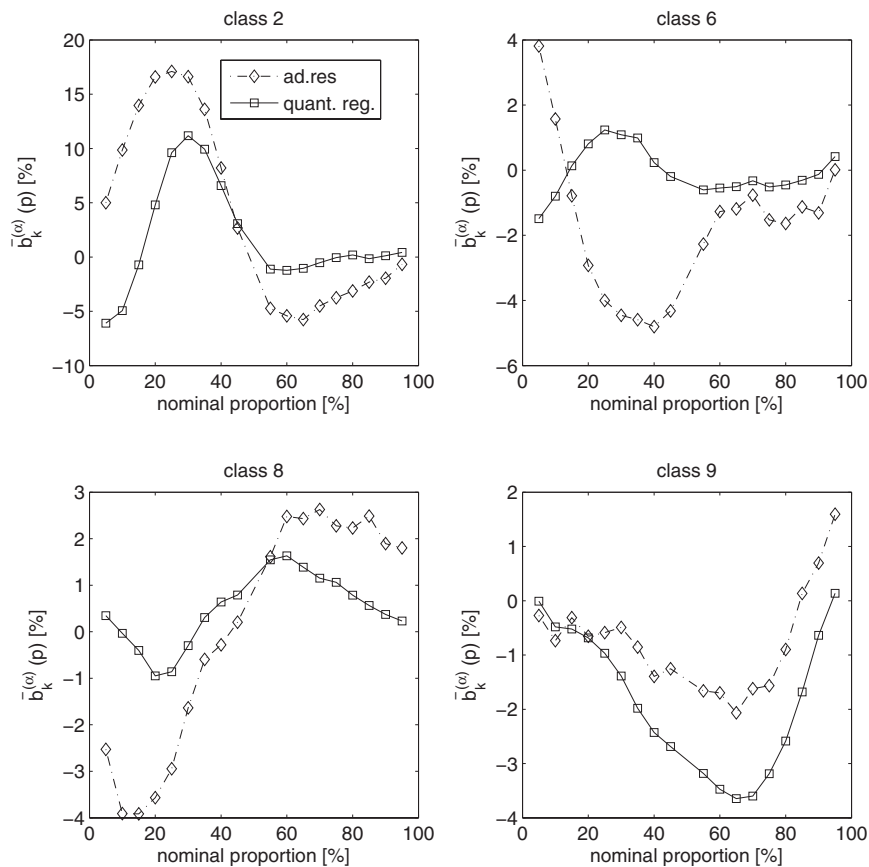 class 2
20
15
10
5
0
−5
−10
b̄k(α) (p) [%]
ad.res
quant. reg.
0 20 40 60 80 100
nominal proportion [%]
class 6
4
2
0
−2
−4
−6
b̄k(α) (p) [%]
0 20 40 60 80 100
nominal proportion [%]
class 8
3
2
1
0
−1
−2
−3
−4
b̄k(α) (p) [%]
0 20 40 60 80 100
nominal proportion [%]
class 9
2
1
0
−1
−2
−3
−4
b̄k(α) (p) [%]
0 20 40 60 80 100
nominal proportion [%]